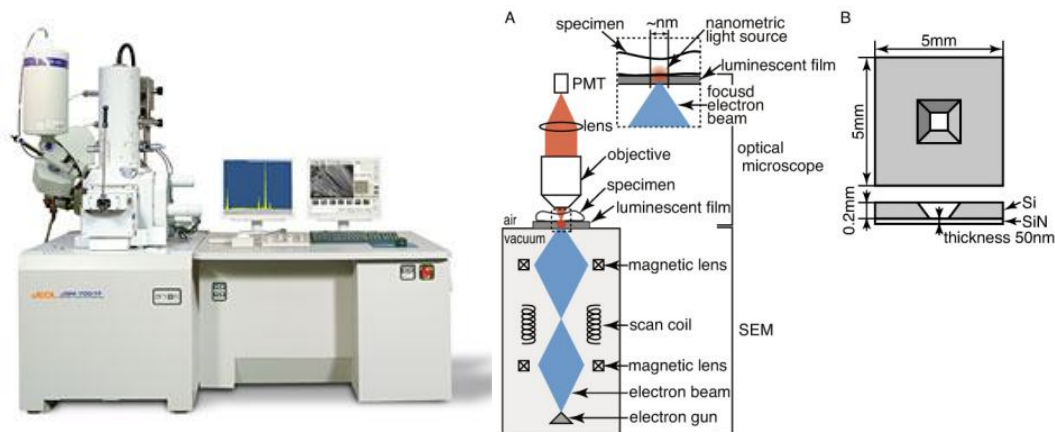 JEOL JSM 7001F
A
specimen
~nm
nanometric
light source
luminescent film
PMT
focusd
electron
beam
lens
optical
microscope
objective
specimen
air
luminescent film
vacuum
magnetic lens
scan coil
SEM
magnetic lens
electron beam
electron gun
B
5mm
5mm
0.2mm
Si
SiN
thickness 50nm